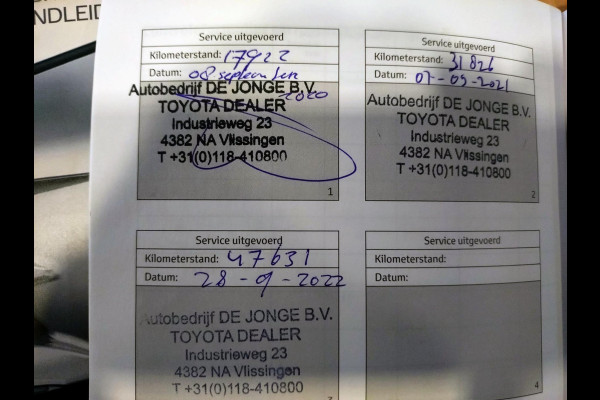 NDLEID
Service uitgevoerd
Kilometerstand: 17922
Datum: 08 september
2020
Autobedrijf DE JONGE B.V.
TOYOTA DEALER
Industrieweg 23
4382 NA Vlissingen
T +31(0)118-410800
1
Service uitgevoerd
Kilometerstand: 31826
Datum: 07-09-2021
Autobedrijf DE JONGE B.V.
TOYOTA DEALER
Industrieweg 23
4382 NA Vlissingen
T +31(0)118-410800
2
Service uitgevoerd
Kilometerstand: 47631
Datum: 28-9-2022
Autobedrijf DE JONGE B.V.
TOYOTA DEALER
Industrieweg 23
4382 NA Vlissingen
T +31(0)118-410800
3
Service uitgevoerd
Kilometerstand:
Datum:
4